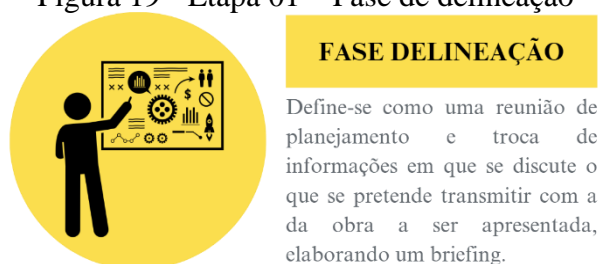 Figura 19 - Etapa 01 – Fase de delineação
FASE DELINEAÇÃO
Define-se como uma reunião de
planejamento e troca de
informações em que se discute o
que se pretende transmitir com a
da obra a ser apresentada,
elaborando um briefing.